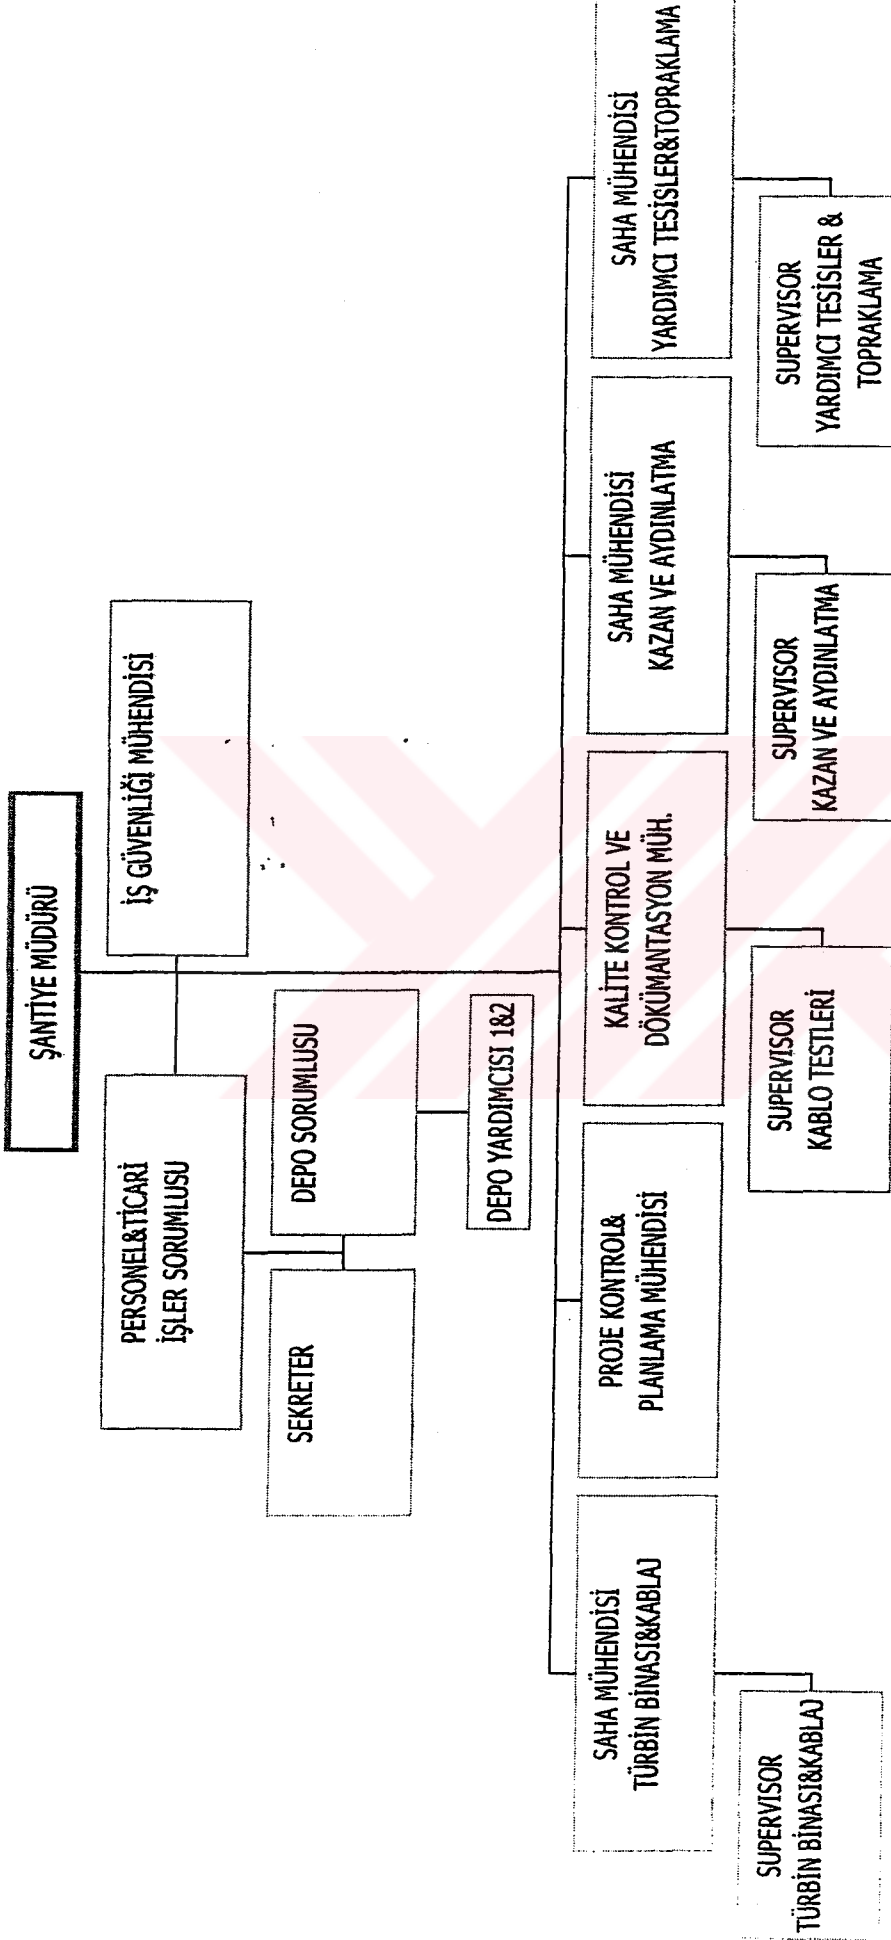 ŞANTİYE MÜDÜRÜ
PERSONEL&TİCARİ
İŞLER SORUMLUSU
İŞ GÜVENLİĞİ MÜHENDİSİ
SEKRETER
DEPO SORUMLUSU
DEPO YARDIMCISI 1&2
SAHA MÜHENDİSİ
TÜRBİN BİNASI&KABLAJ
PROJE KONTROL&
PLANLAMA MÜHENDİSİ
KALİTE KONTROL VE
DÖKÜMANTASYON MÜH.
SAHA MÜHENDİSİ
KAZAN VE AYDINLATMA
SAHA MÜHENDİSİ
YARDIMCI TESİSLER&TOPRAKLAMA
SUPERVISOR
TÜRBİN BİNASI&KABLAJ
SUPERVISOR
KABLO TESTLERİ
SUPERVISOR
KAZAN VE AYDINLATMA
SUPERVISOR
YARDIMCI TESİSLER &
TOPRAKLAMA